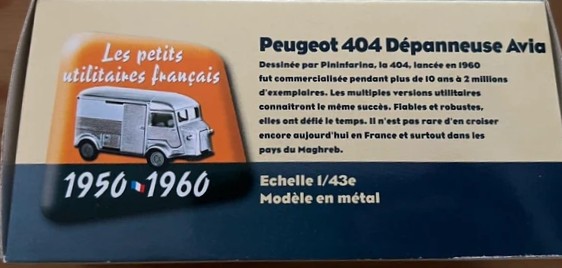 Les petits
utilitaires français
1950 1960
Peugeot 404 Dépanneuse Avia
Dessinée par Pininfarina, la 404, lancée en 1960
fut commercialisée pendant plus de 10 ans à 2 millions
d'exemplaires. Les multiples versions utilitaires
connaîtront le même succès. Fiables et robustes,
elles ont défié le temps. Il n'est pas rare d'en croiser
encore aujourd'hui en France et surtout dans les
pays du Maghreb.
Echelle 1/43e
Modèle en métal